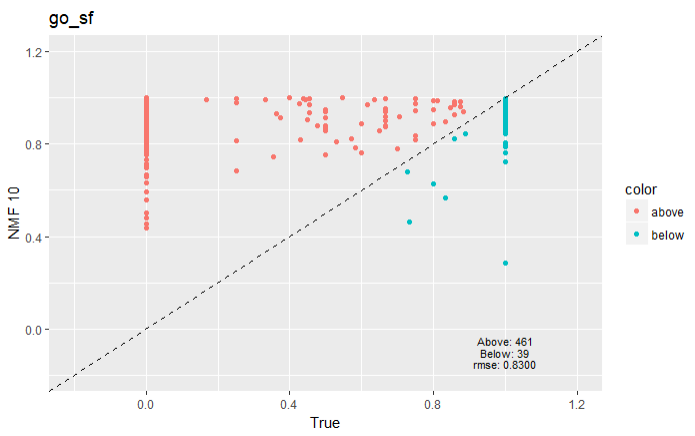 go_sf
1.2
0.8
0.4
0.0
NMF 10
0.0 0.4 0.8 1.2
True
color
above
below
Above: 461
Below: 39
rmse: 0.8300